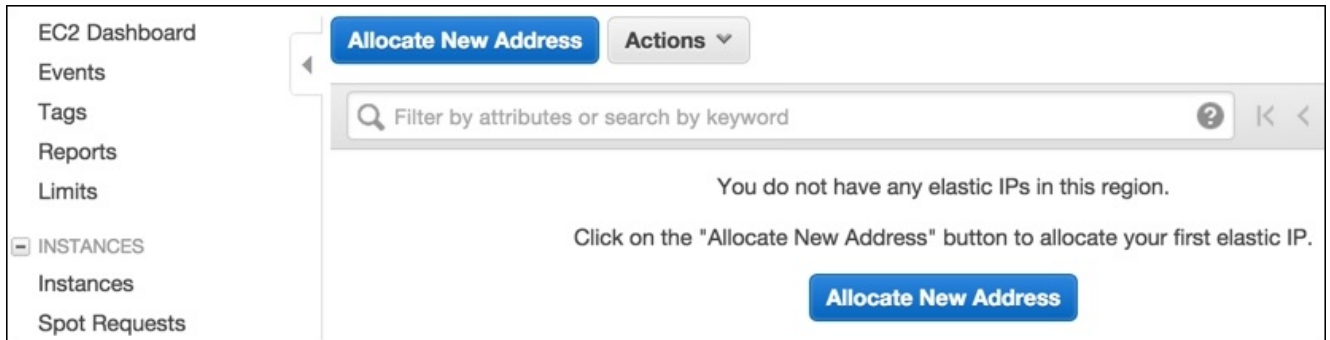 EC2 Dashboard
Events
Tags
Reports
Limits
INSTANCES
Instances
Spot Requests
Allocate New Address
Actions
Filter by attributes or search by keyword
You do not have any elastic IPs in this region.
Click on the "Allocate New Address" button to allocate your first elastic IP.
Allocate New Address